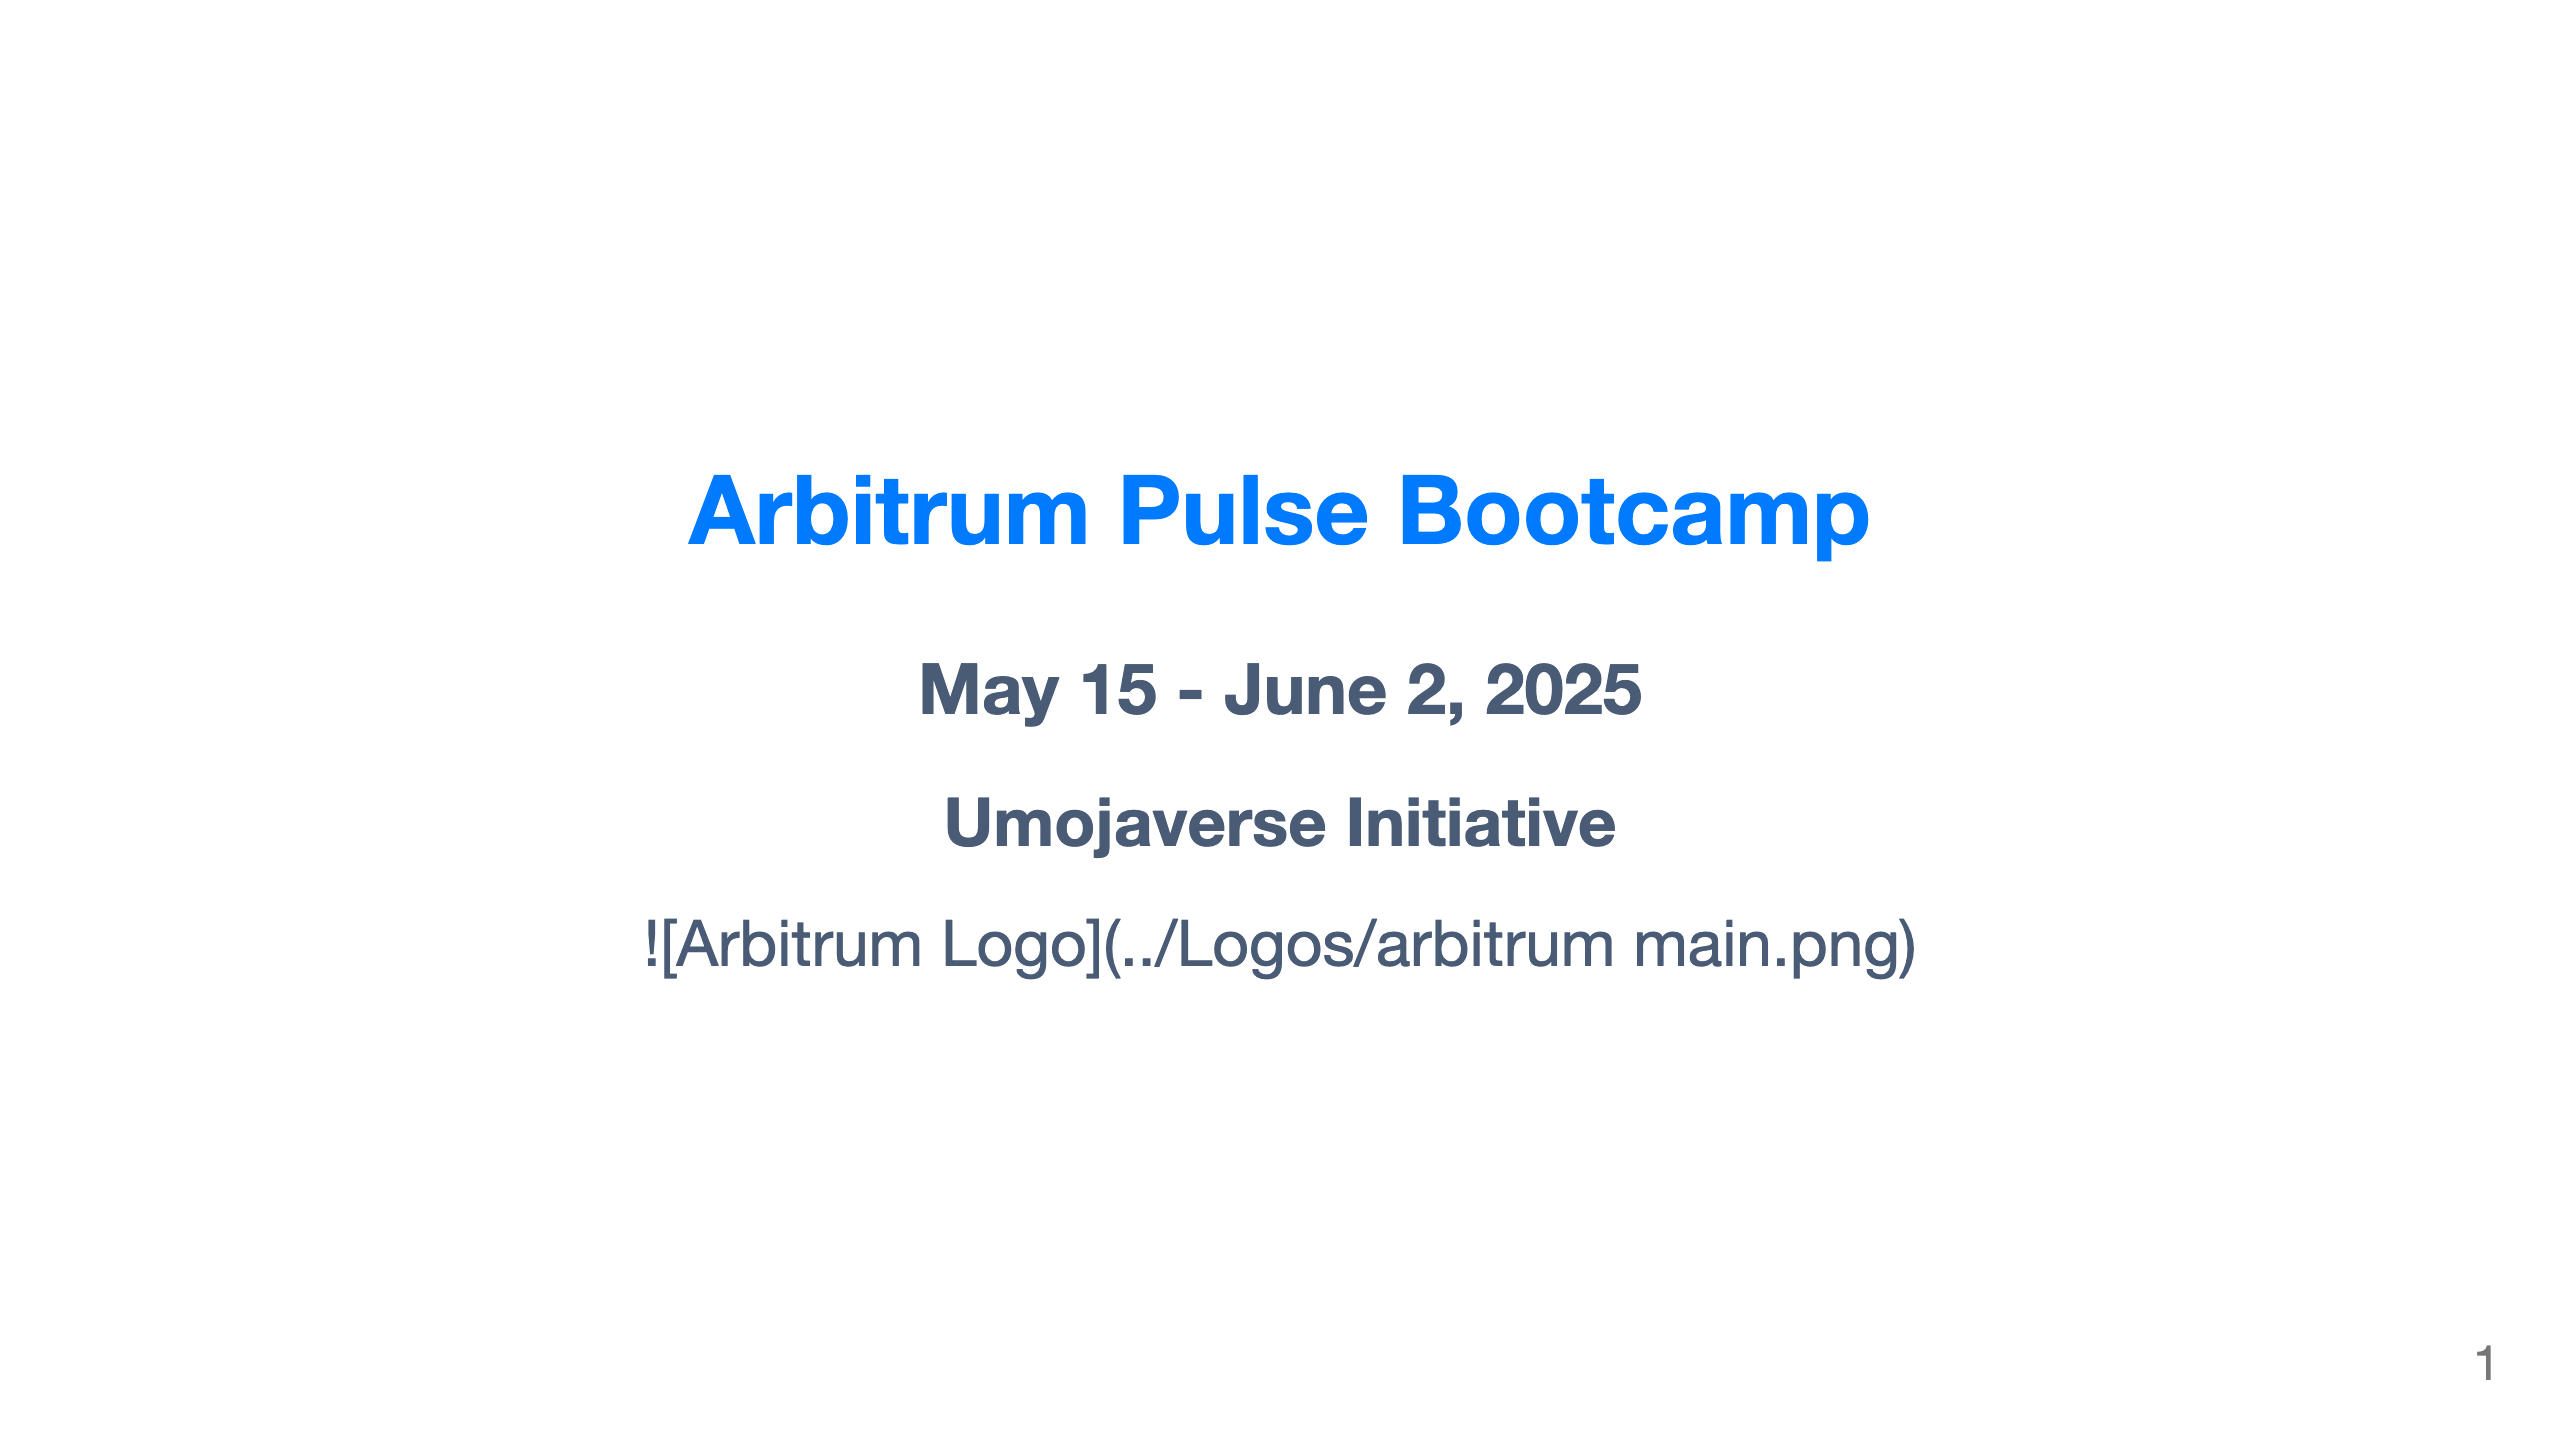 Arbitrum Pulse Bootcamp
May 15 - June 2, 2025
Umojaverse Initiative
![Arbitrum Logo](../Logos/arbitrum main.png)
1